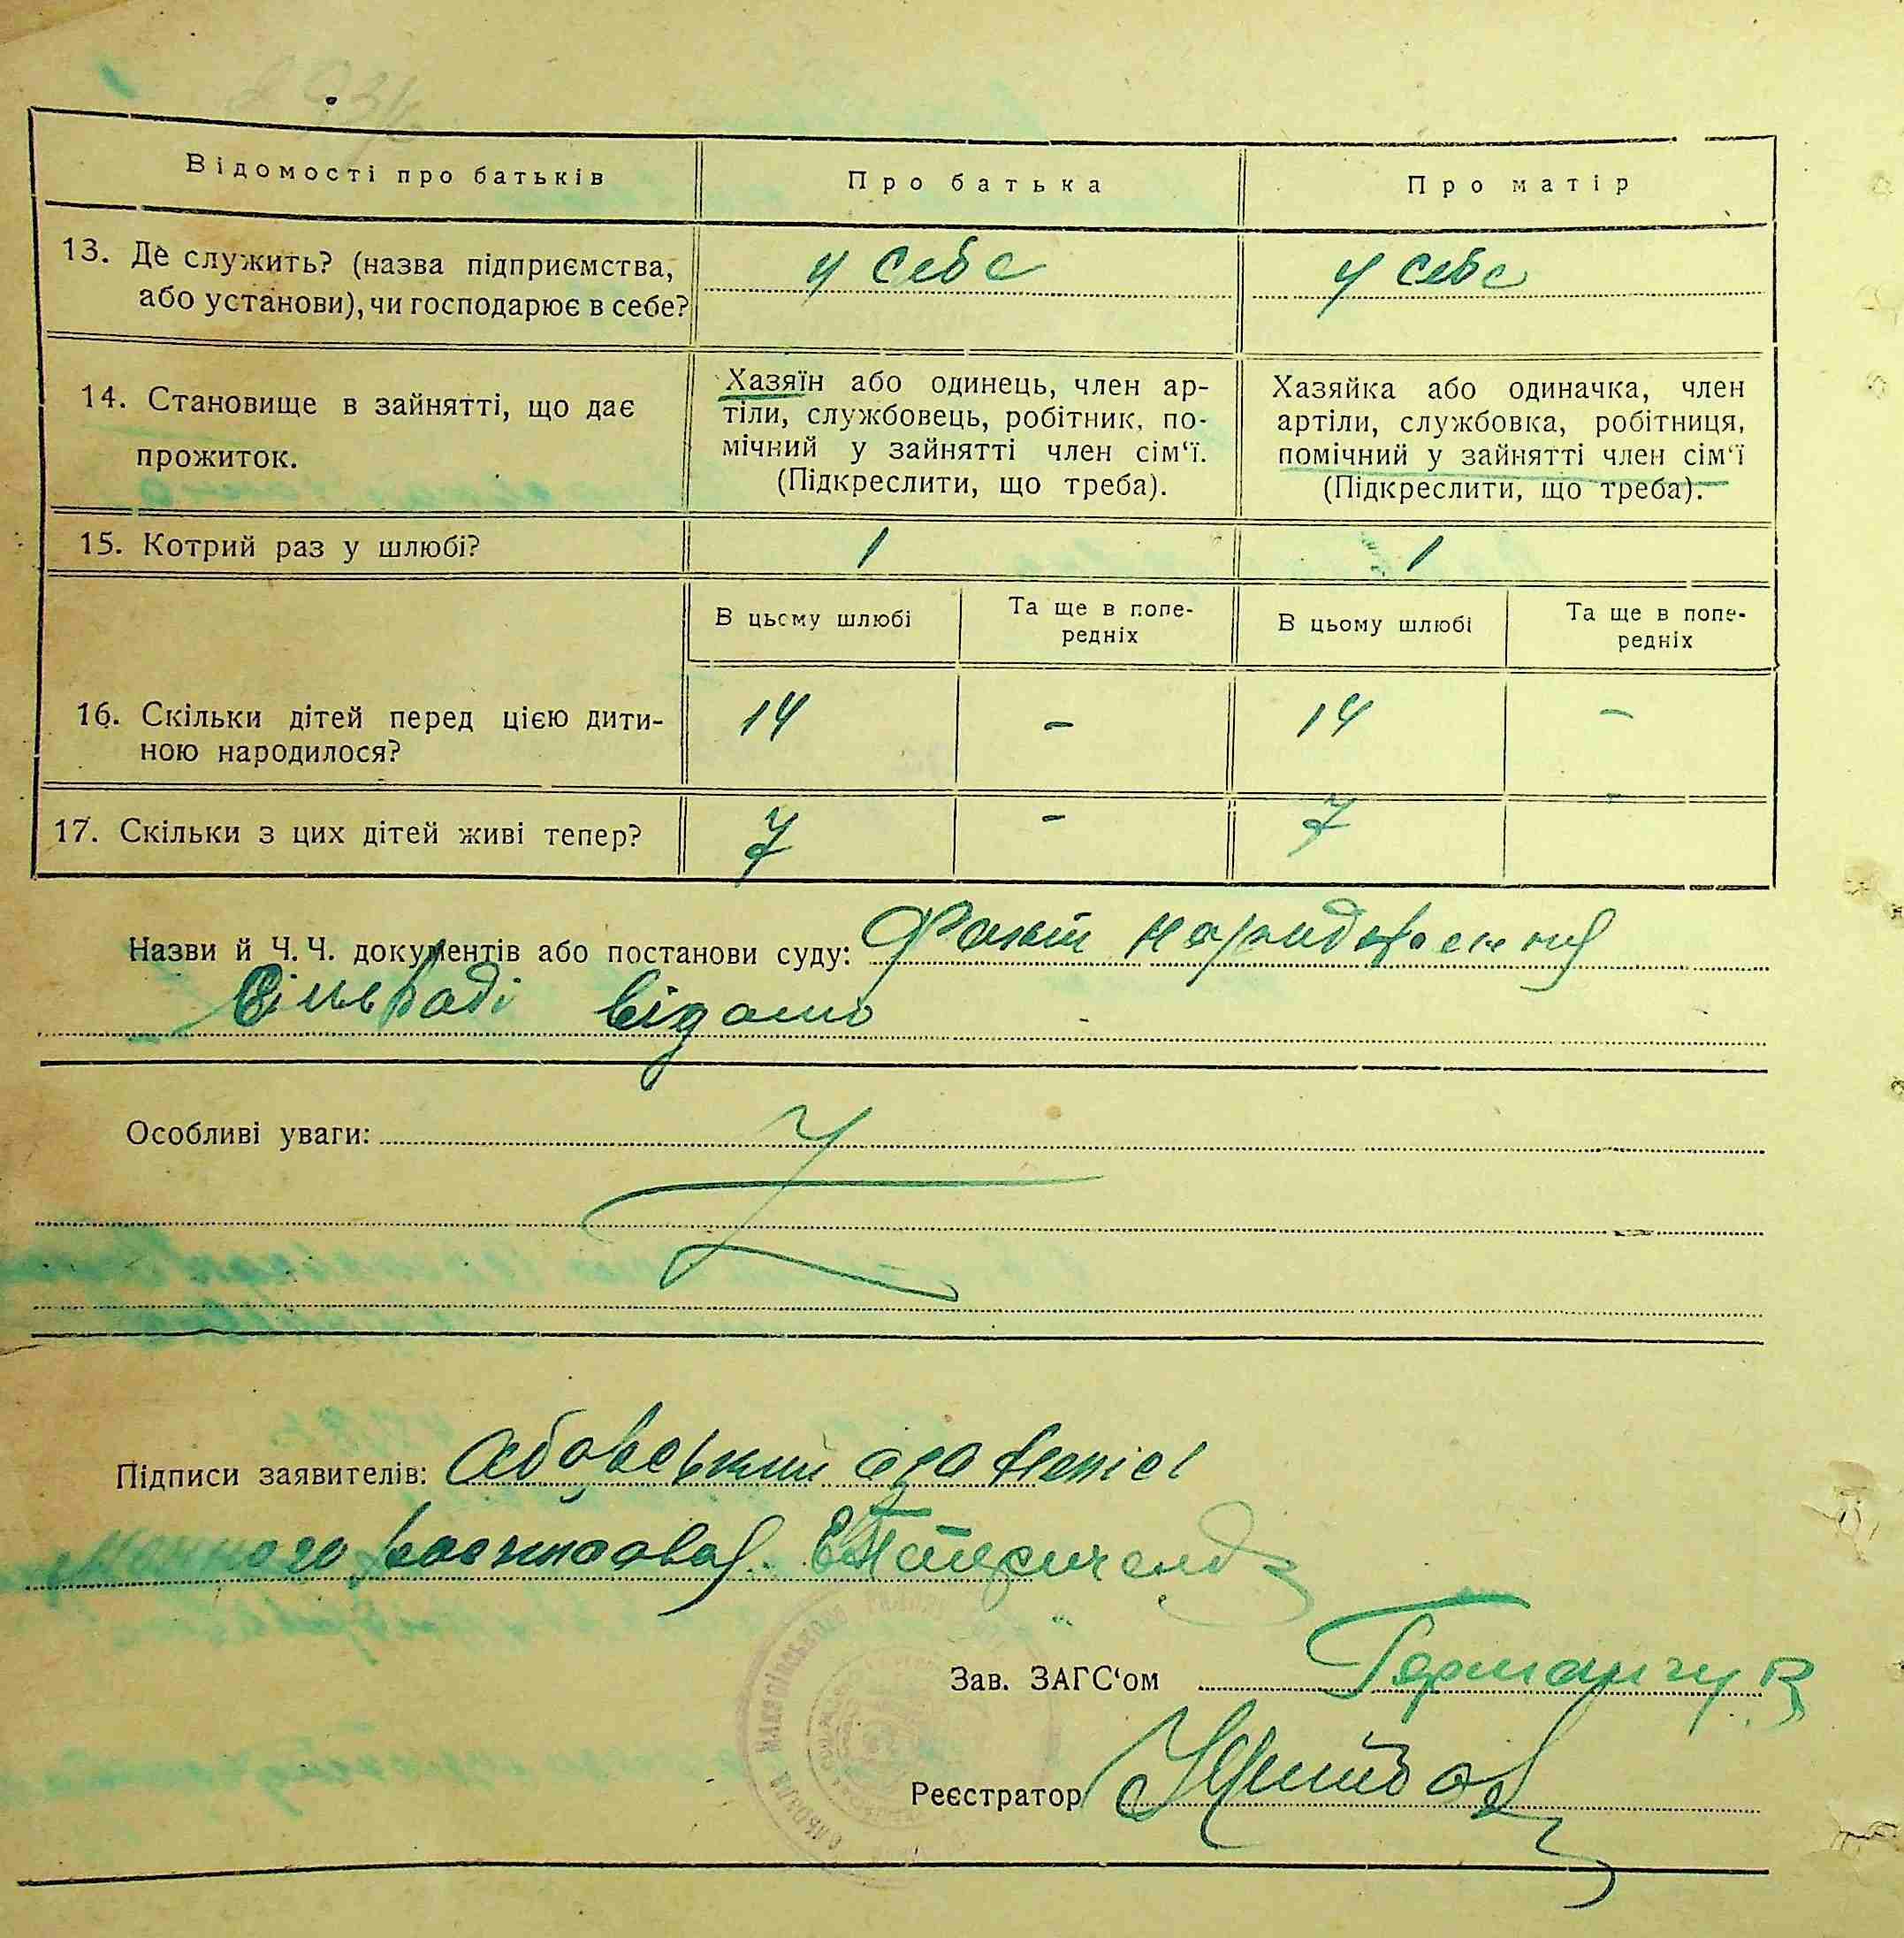 Відомості про батьків
Про батька
Про матір
13. Де служить? (назва підприємства,
або установи), чи господарює в себе?
у себе
у себе
14. Становище в зайнятті, що дає
прожиток.
Хазяїн або одинець, член ар-
тіли, службовець, робітник, по-
мічний у зайнятті член сім'ї.
(Підкреслити, що треба).
Хазяйка або одиначка, член
артіли, службовка, робітниця,
помічний у зайнятті член сім'ї
(Підкреслити, що треба).
15. Котрий раз у шлюбі?
1
1
В цьому шлюбі
Та ще в попе-
редніх
В цьому шлюбі
Та ще в попе-
редніх
16. Скільки дітей перед цією дити-
ною народилося?
14
-
14
-
17. Скільки з цих дітей живі тепер?
7
-
7
Назви й Ч. Ч. документів або постанови суду: Факт народження
Сільраді відомо
Особливі уваги:
Підписи заявителів:
Зав. ЗАГС'ом
Реєстратор